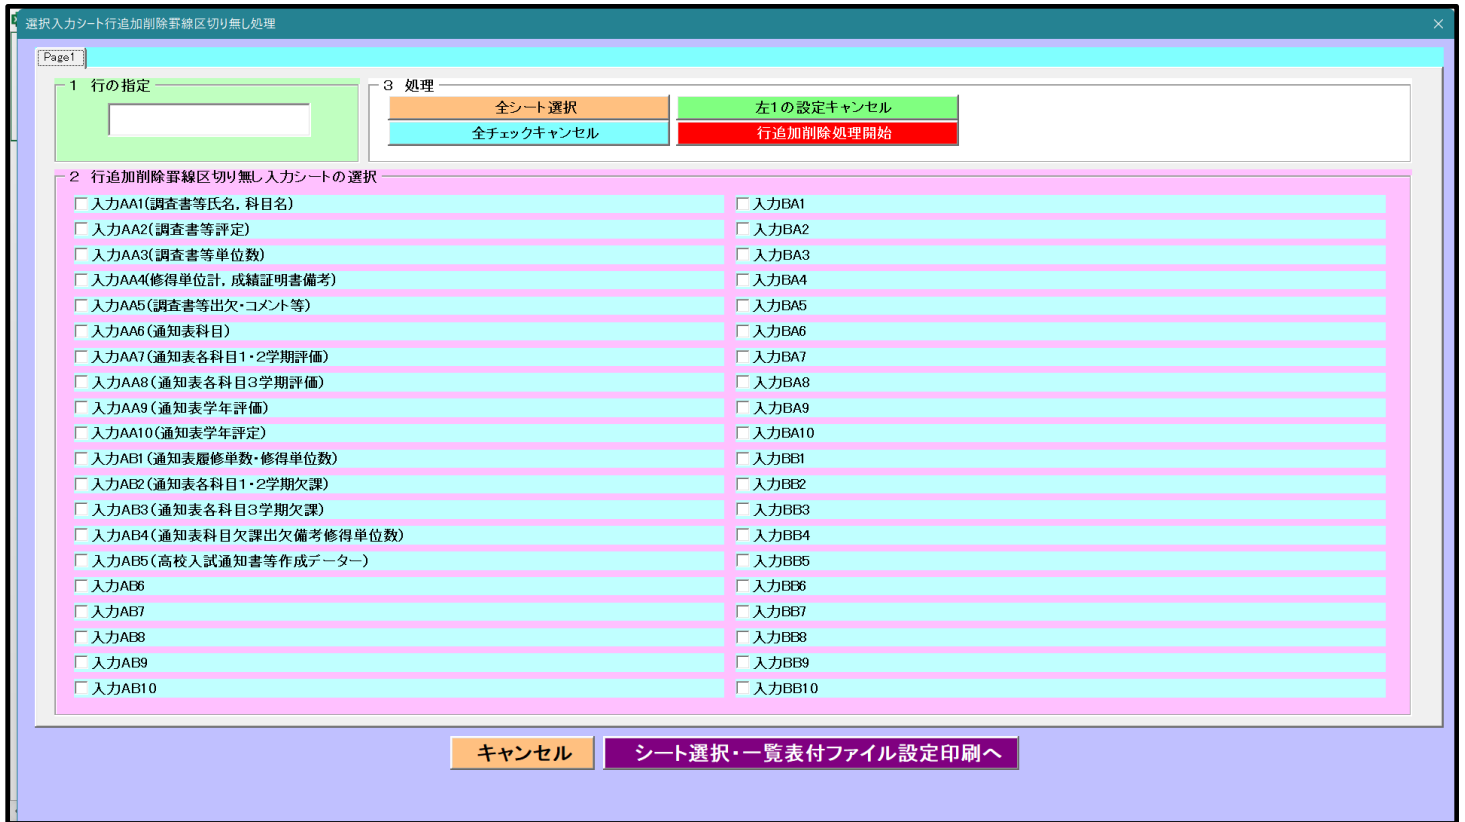 選択入力シート行追加削除罫線区切り無し処理
Page1
1 行の指定
3 処理
全シート選択
左1の設定キャンセル
全チェックキャンセル
行追加削除処理開始
2 行追加削除罫線区切り無し入力シートの選択
入力AA1(調査書等氏名,科目名)
入力BA1
入力AA2(調査書等評定)
入力BA2
入力AA3(調査書等単位数)
入力BA3
入力AA4(修得単位計,成績証明書備考)
入力BA4
入力AA5(調査書等出欠・コメント等)
入力BA5
入力AA6(通知表科目)
入力BA6
入力AA7(通知表各科目1・2学期評価)
入力BA7
入力AA8(通知表各科目3学期評価)
入力BA8
入力AA9(通知表学年評価)
入力BA9
入力AA10(通知表学年評定)
入力BA10
入力AB1(通知表履修単数・修得単位数)
入力BB1
入力AB2(通知表各科目1・2学期欠課)
入力BB2
入力AB3(通知表各科目3学期欠課)
入力BB3
入力AB4(通知表科目欠課出欠備考修得単位数)
入力BB4
入力AB5(高校入試通知書等作成データー)
入力BB5
入力AB6
入力BB6
入力AB7
入力BB7
入力AB8
入力BB8
入力AB9
入力BB9
入力AB10
入力BB10
キャンセル
シート選択・一覧表付ファイル設定印刷へ